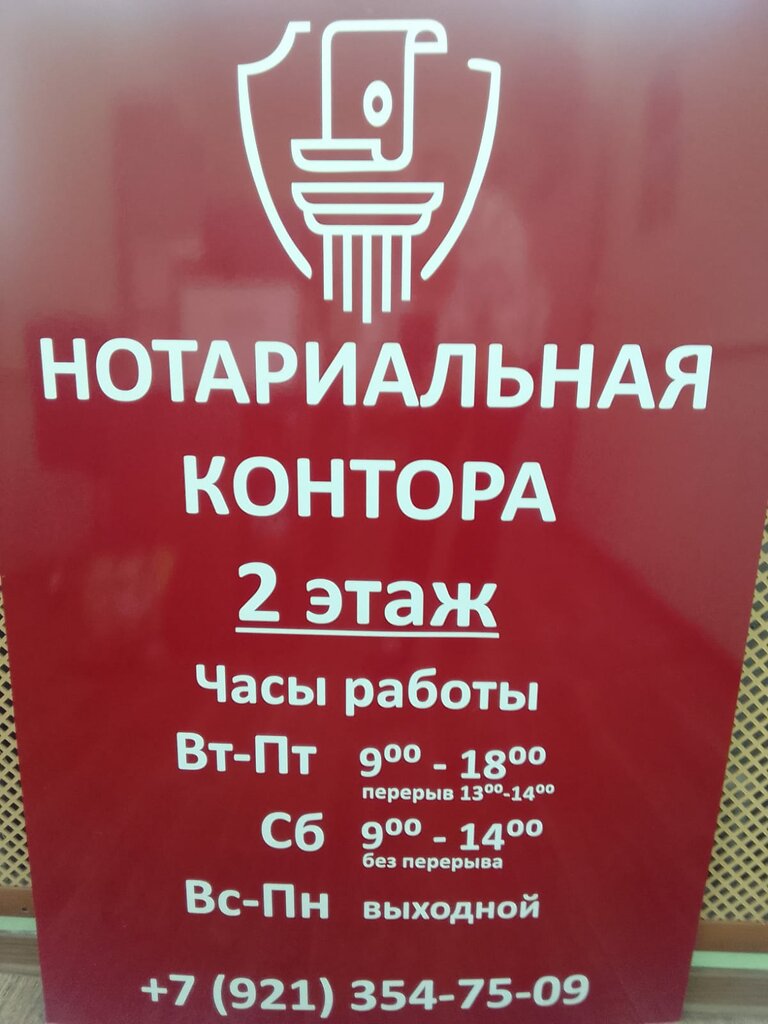 НОТАРИАЛЬНАЯ
КОНТОРА
2 этаж
Часы работы
Вт-Пт 9⁰⁰ - 18⁰⁰
перерыв 13⁰⁰-14⁰⁰
Сб 9⁰⁰ - 14⁰⁰
без перерыва
Вс-Пн выходной
+7 (921) 354-75-09